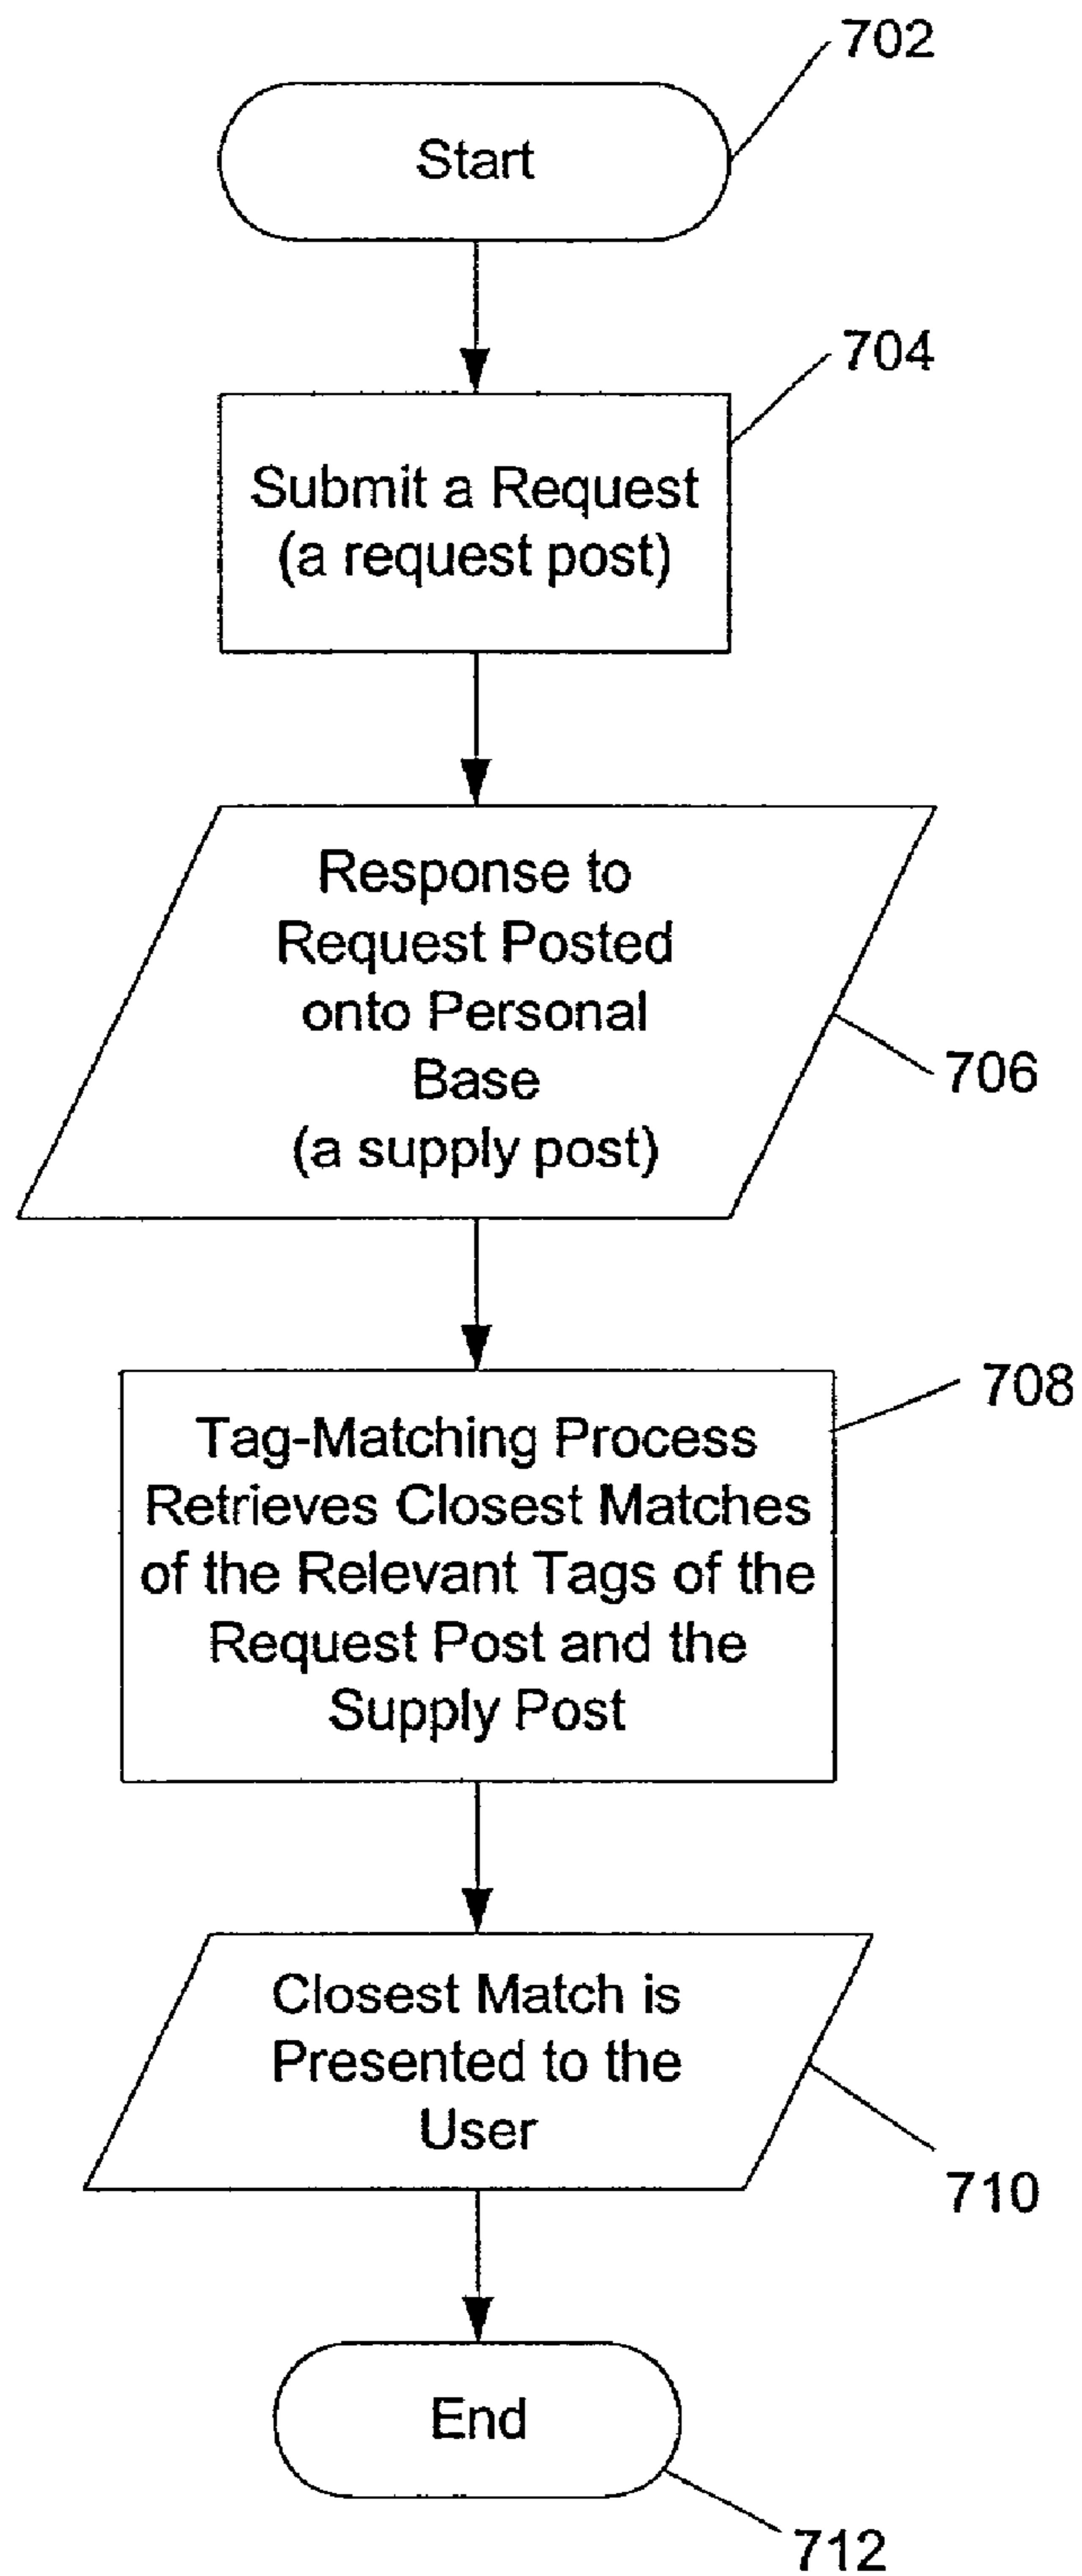 702
Start
704
Submit a Request
(a request post)
Response to
Request Posted
onto Personal
Base
(a supply post)
706
708
Tag-Matching Process
Retrieves Closest Matches
of the Relevant Tags of the
Request Post and the
Supply Post
Closest Match is
Presented to the
User
710
End
712